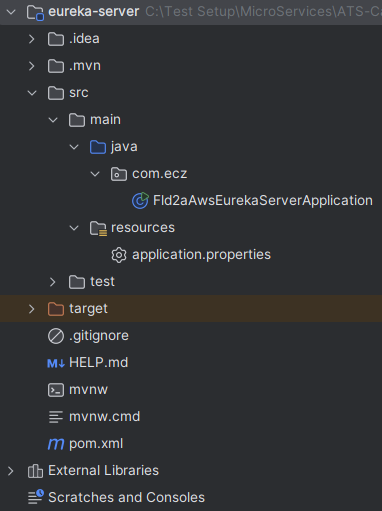 eureka-server C:\Test Setup\MicroServices\ATS-Ca
.idea
.mvn
src
main
java
com.ecz
Fld2aAwsEurekaServerApplication
resources
application.properties
test
target
.gitignore
M↓ HELP.md
mvnw
mvnw.cmd
m pom.xml
External Libraries
Scratches and Consoles